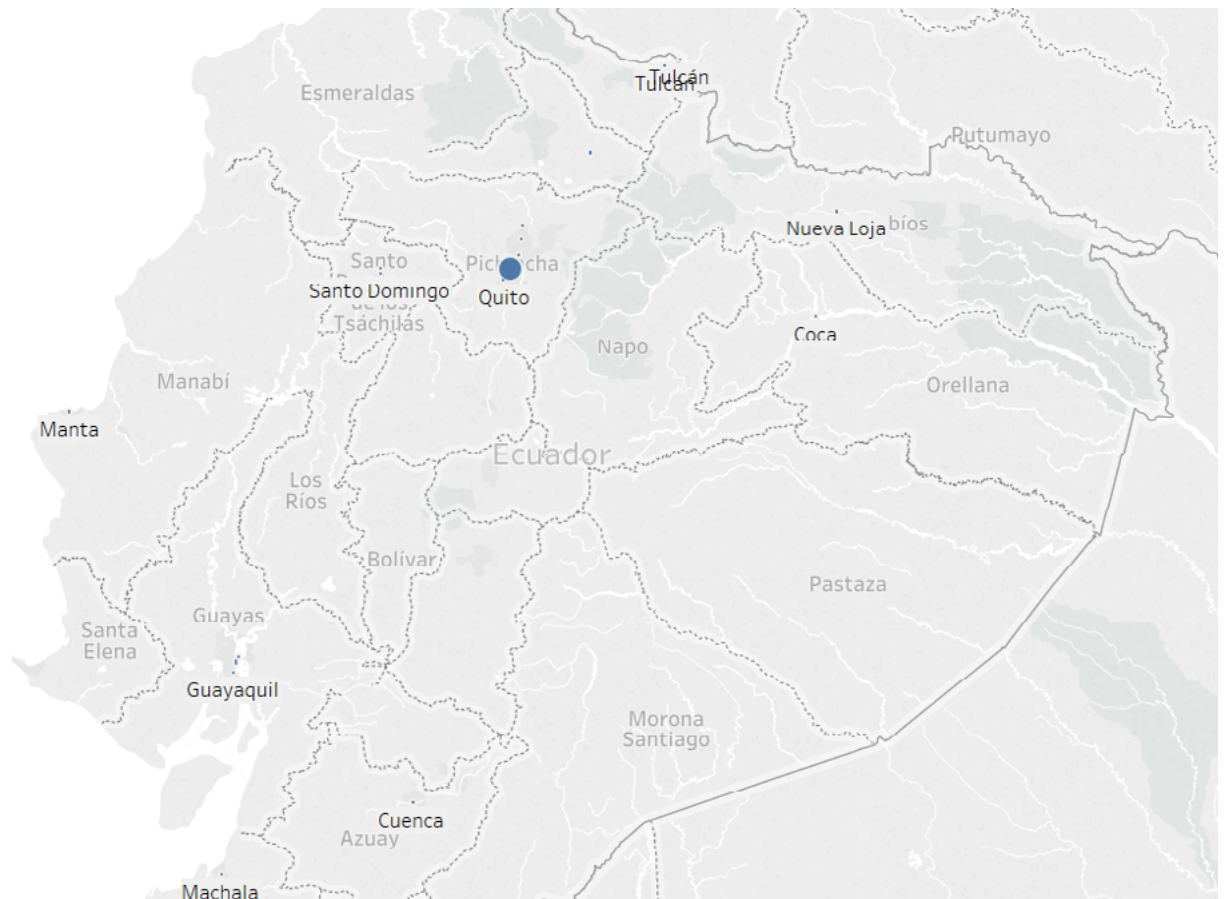 Tulcán
Tulcán
Esmeraldas
Putumayo
Nueva Loja
bíos
Santo
Santo Domingo
de los
Tsáchilas
Quito
Napo
Coca
Orellana
Manabí
Manta
Ecuador
Los
Ríos
Bolívar
Pastaza
Guayas
Santa
Elena
Guayaquil
Morona
Santiago
Cuenca
Azuay
Machala